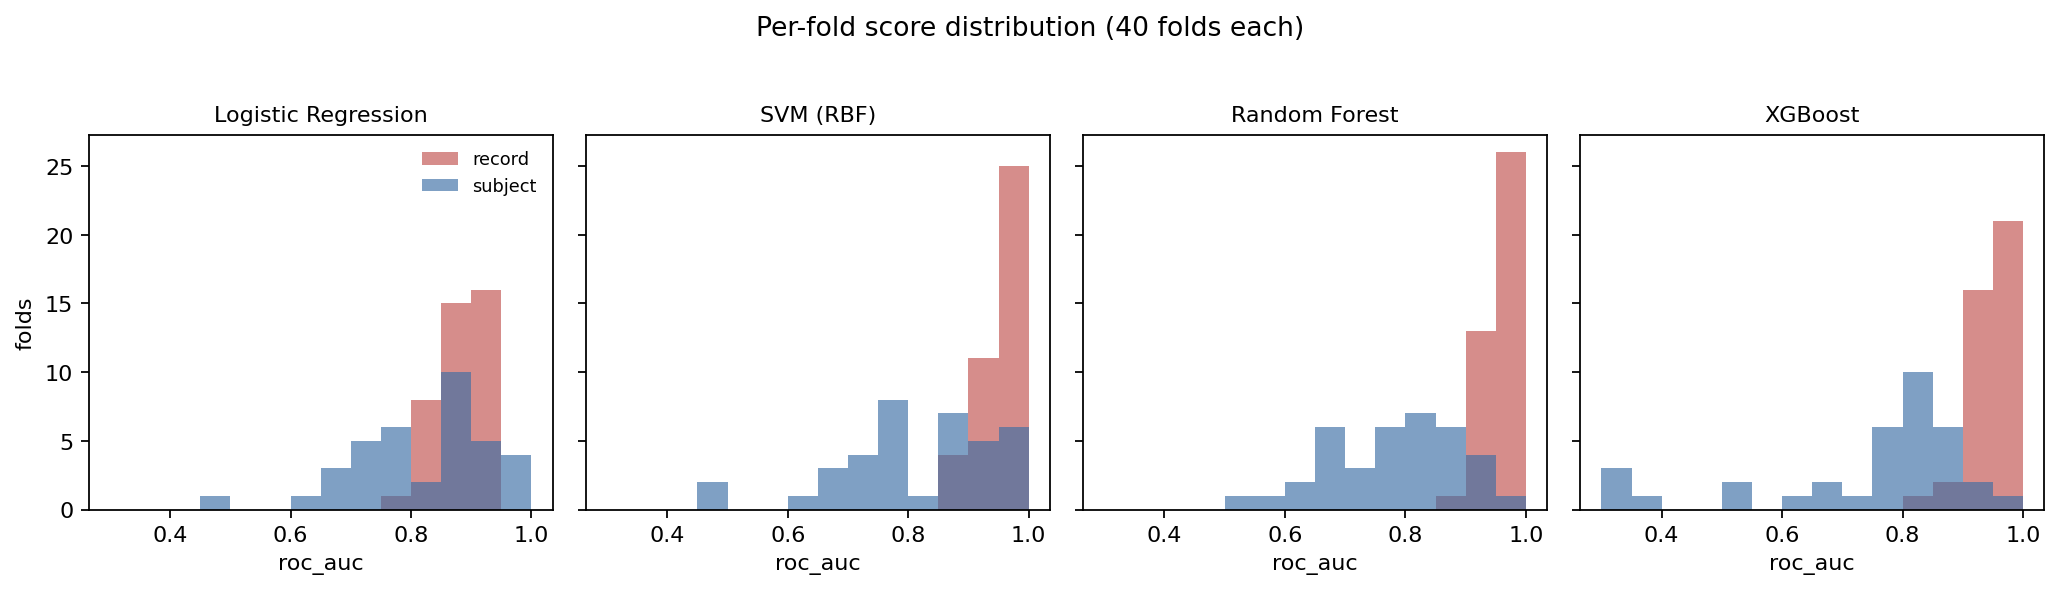 Per-fold score distribution (40 folds each)
Logistic Regression
record
subject
25
20
15
10
5
0
folds
0.4 0.6 0.8 1.0
roc_auc
SVM (RBF)
0.4 0.6 0.8 1.0
roc_auc
Random Forest
0.4 0.6 0.8 1.0
roc_auc
XGBoost
0.4 0.6 0.8 1.0
roc_auc